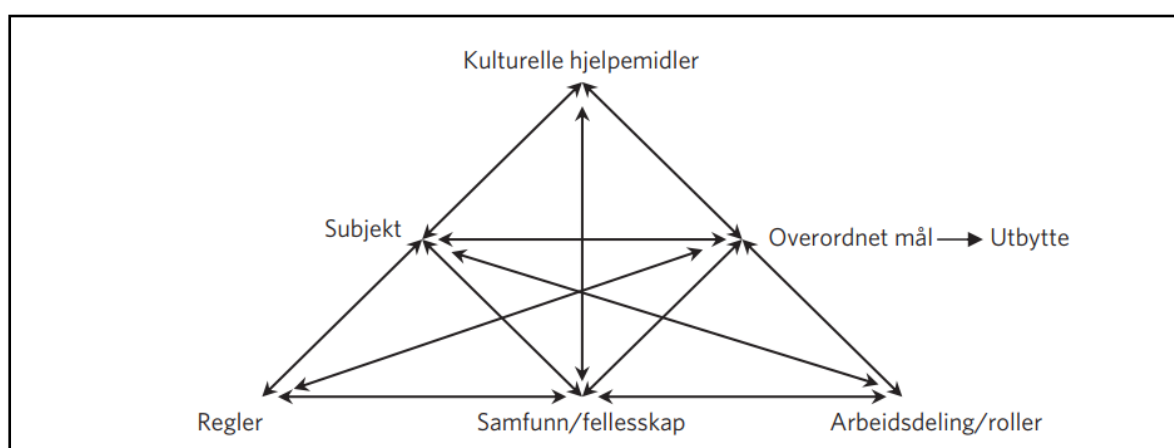 Kulturelle hjelpemidler
Subjekt
Overordnet mål
Utbytte
Regler
Samfunn/fellesskap
Arbeidsdeling/roller